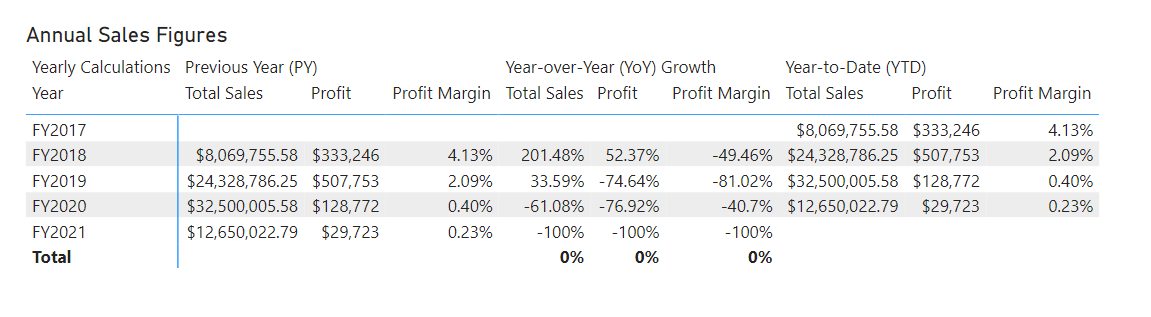 Annual Sales Figures
Yearly Calculations Previous Year (PY) Year-over-Year (YoY) Growth Year-to-Date (YTD)
Year Total Sales Profit Profit Margin Total Sales Profit Profit Margin Total Sales Profit Profit Margin
FY2017 $8,069,755.58 $333,246 4.13%
FY2018 $8,069,755.58 $333,246 4.13% 201.48% 52.37% -49.46% $24,328,786.25 $507,753 2.09%
FY2019 $24,328,786.25 $507,753 2.09% 33.59% -74.64% -81.02% $32,500,005.58 $128,772 0.40%
FY2020 $32,500,005.58 $128,772 0.40% -61.08% -76.92% -40.7% $12,650,022.79 $29,723 0.23%
FY2021 $12,650,022.79 $29,723 0.23% -100% -100% -100%
Total 0% 0% 0%